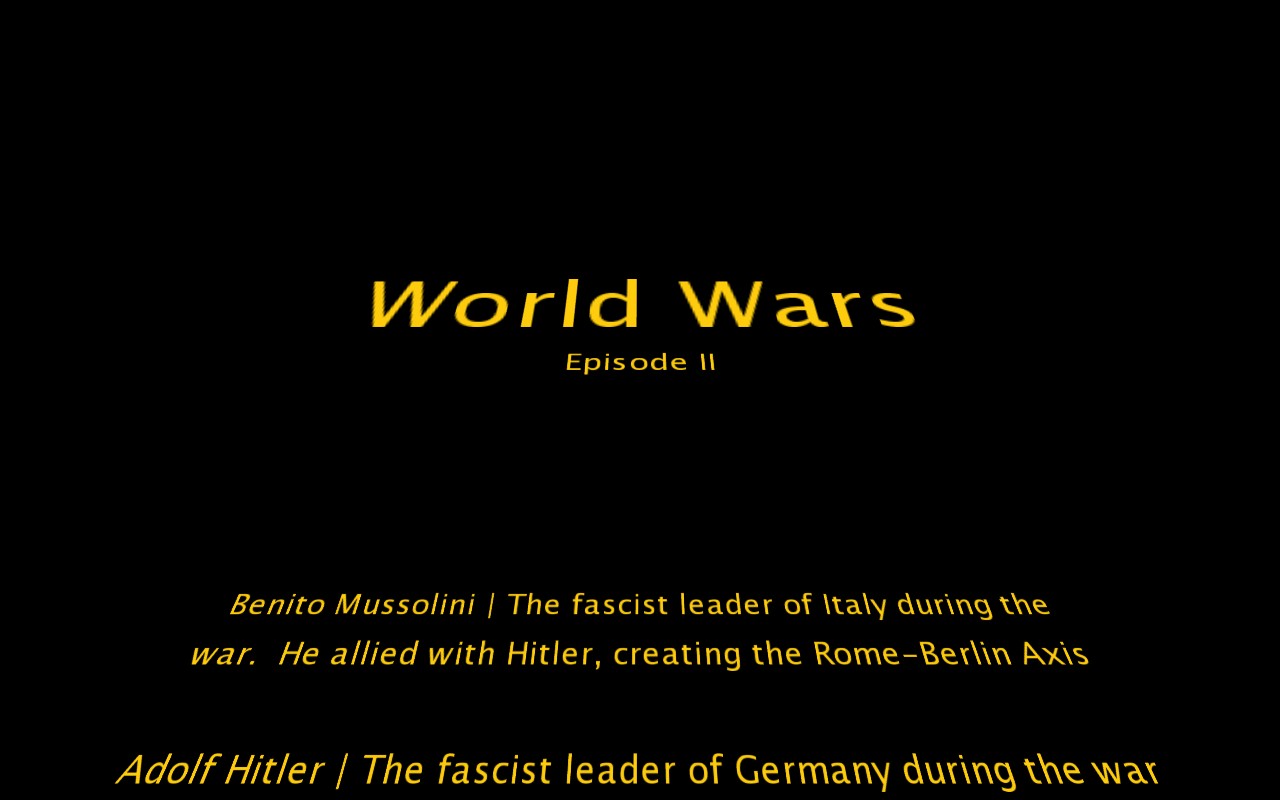 World Wars
Episode II
Benito Mussolini | The fascist leader of Italy during the
war.  He allied with Hitler, creating the Rome-Berlin Axis
Adolf Hitler | The fascist leader of Germany during the war